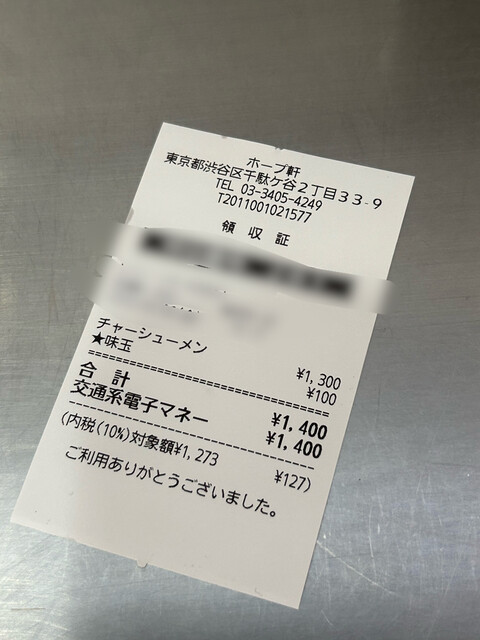 ホープ軒
東京都渋谷区千駄ケ谷2丁目33-9
TEL 03-3405-4249
T2011001021577
領 収 証
チャーシューメン ¥1,300
★味玉 ¥100
合 計 ¥1,400
交通系電子マネー ¥1,400
(内税(10%)対象額¥1,273 ¥127)
ご利用ありがとうございました。